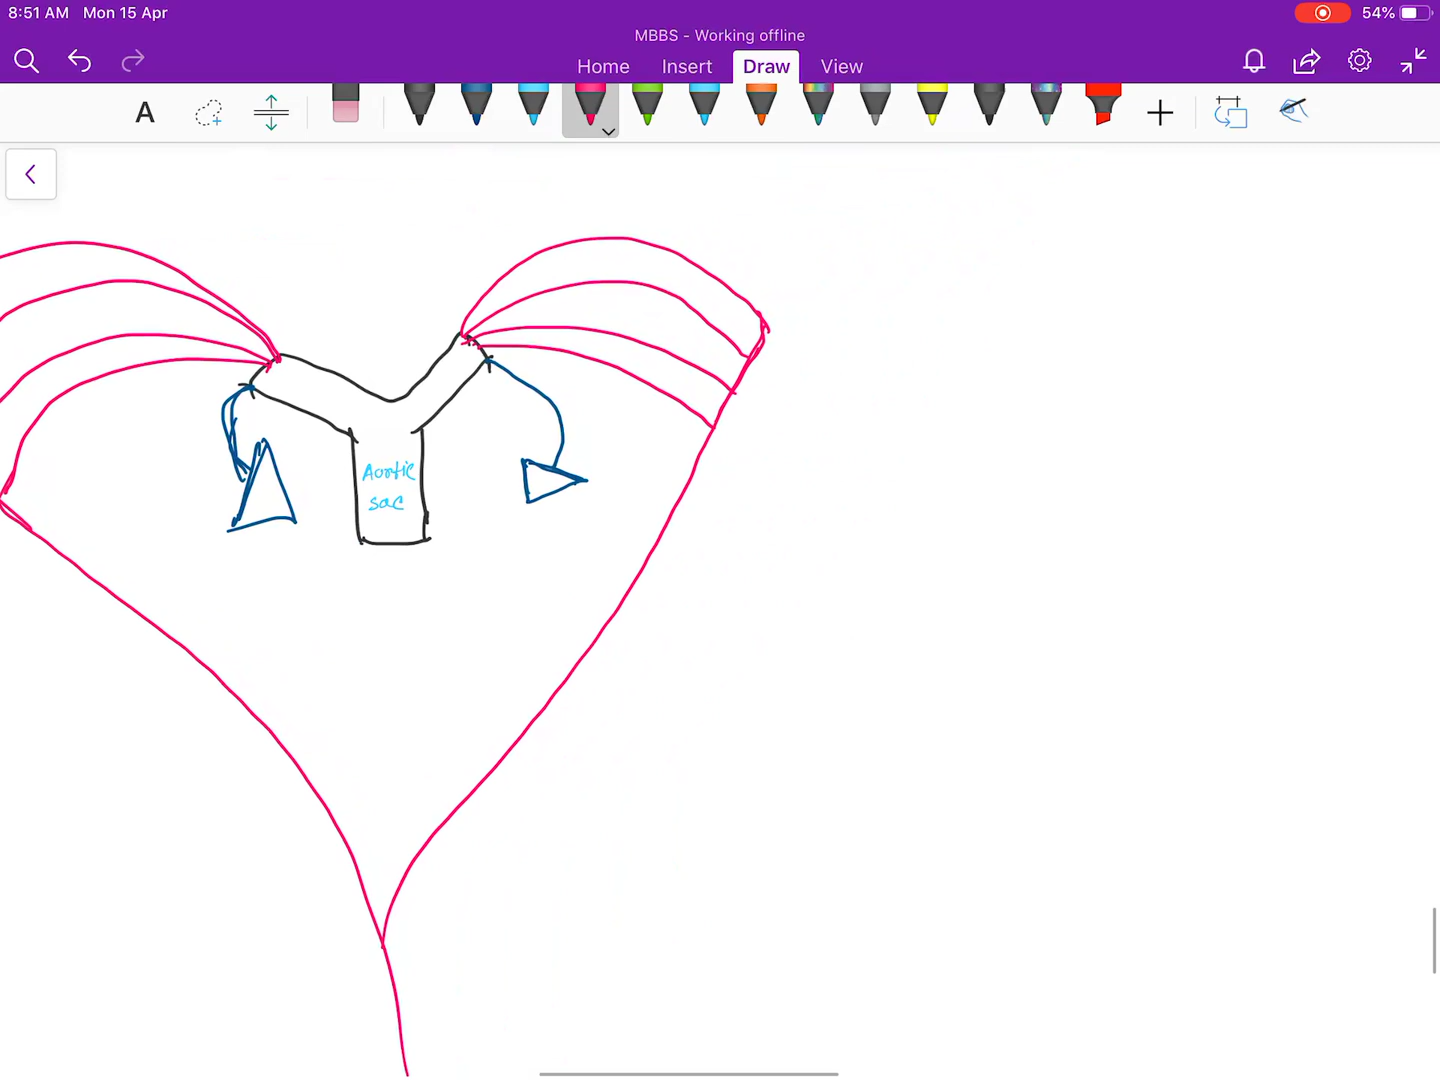 8:51 AM Mon 15 Apr
54%
MBBS - Working offline
Home Insert Draw View
A
Aortic
sac